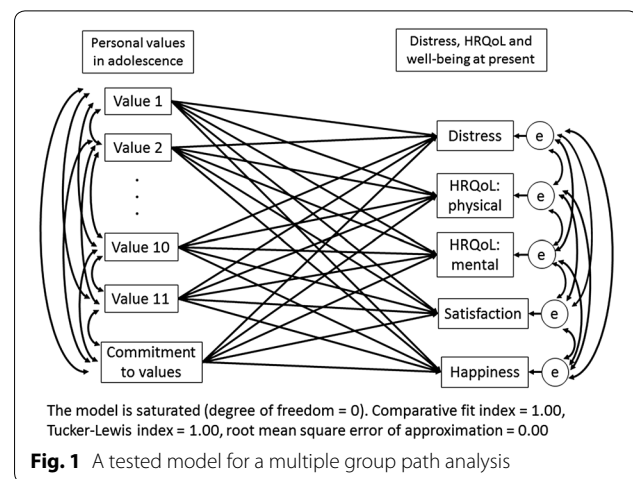 Personal values
in adolescence
Distress, HRQoL and
well-being at present
Value 1
Value 2
.
.
.
Value 10
Value 11
Commitment
to values
Distress
e
HRQoL:
physical
e
HRQoL:
mental
e
Satisfaction
e
Happiness
e
The model is saturated (degree of freedom = 0). Comparative fit index = 1.00,
Tucker-Lewis index = 1.00, root mean square error of approximation = 0.00
Fig. 1 A tested model for a multiple group path analysis